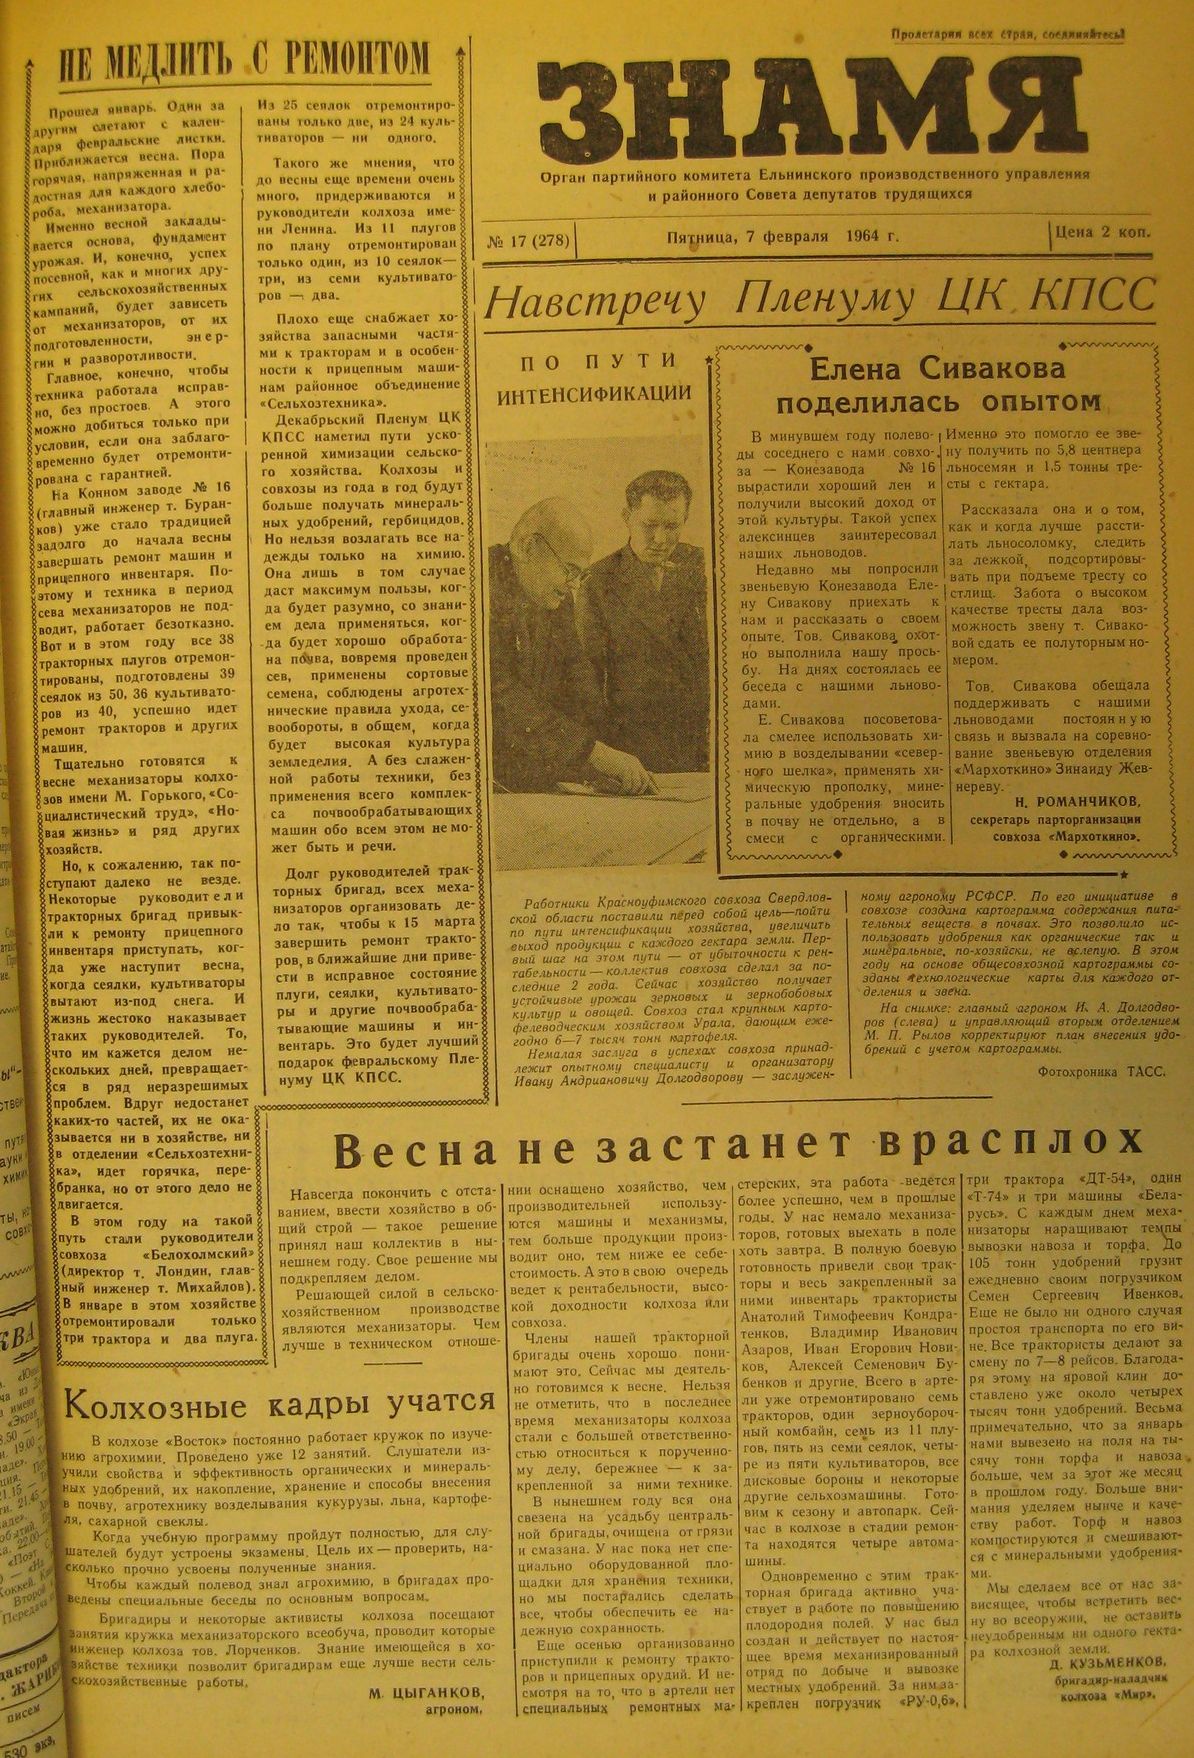 Пролетарии всех стран, соединяйтесь!
ЗНАМЯ
Орган партийного комитета Ельнинского производственного управления
и районного Совета депутатов трудящихся
№ 17 (278)
Пятница, 7 февраля 1964 г.
Цена 2 коп.
НЕ МЕДЛИТЬ С РЕМОНТОМ
Прошел январь. Один за
другим слетают с кален-
даря февральские листки.
Приближается весна. Пора
горячая, напряженная и ра-
достная для каждого хлебо-
роба, механизатора.
Именно весной заклады-
вается основа, фундамент
урожая. И, конечно, успех
посевной, как и многих дру-
гих сельскохозяйственных
кампаний, будет зависеть
от механизаторов, от их
подготовленности, энер-
гии и разворотливости.
Главное, конечно, чтобы
техника работала исправ-
но, без простоев. А этого
можно добиться только при
условии, если она заблаго-
временно будет отремонти-
рована с гарантией.
На Конном заводе № 16
(главный инженер т. Буран-
ков) уже стало традицией
задолго до начала весны
завершать ремонт машин и
прицепного инвентаря. По-
этому и техника в период
сева механизаторов не под-
водит, работает безотказно.
Вот и в этом году все 38
тракторных плугов отремон-
тированы, подготовлены 39
сеялок из 50, 36 культивато-
ров из 40, успешно идет
ремонт тракторов и других
машин.
Тщательно готовятся к
весне механизаторы колхо-
зов имени М. Горького, «Со-
циалистический труд», «Но-
вая жизнь» и ряд других
хозяйств.
Но, к сожалению, так по-
ступают далеко не везде.
Некоторые руководители
тракторных бригад привык-
ли к ремонту прицепного
инвентаря приступать, ког-
да уже наступит весна,
когда сеялки, культиваторы
вытают из-под снега. И
жизнь жестоко наказывает
таких руководителей. То,
что им кажется делом не-
скольких дней, превращает-
ся в ряд неразрешимых
проблем. Вдруг недостанет
каких-то частей, их не ока-
зывается ни в хозяйстве, ни
в отделении «Сельхозтехни-
ка», идет горячка, пере-
бранка, но от этого дело не
двигается.
В этом году на такой
путь стали руководители
совхоза «Белохолмский»
(директор т. Лондин, глав-
ный инженер т. Михайлов).
В январе в этом хозяйстве
отремонтировали только
три трактора и два плуга.
Из 25 сеялок отремонтиро-
ваны только две, из 24 куль-
тиваторов — ни одного.
Такого же мнения, что
до весны еще времени очень
много, придерживаются и
руководители колхоза име-
ни Ленина. Из 11 плугов
по плану отремонтирован
только один, из 10 сеялок—
три, из семи культивато-
ров — два.
Плохо еще снабжает хо-
зяйства запасными частя-
ми к тракторам и в особен-
ности к прицепным маши-
нам районное объединение
«Сельхозтехника».
Декабрьский Пленум ЦК
КПСС наметил пути уско-
ренной химизации сельско-
го хозяйства. Колхозы и
совхозы из года в год будут
больше получать минераль-
ных удобрений, гербицидов.
Но нельзя возлагать все на-
дежды только на химию.
Она лишь в том случае
даст максимум пользы, ког-
да будет разумно, со знани-
ем дела применяться, ког-
да будет хорошо обработа-
на почва, вовремя проведен
сев, применены сортовые
семена, соблюдены агротех-
нические правила ухода, се-
вообороты, в общем, когда
будет высокая культура
земледелия. А без слажен-
ной работы техники, без
применения всего комплек-
са почвообрабатывающих
машин обо всем этом не мо-
жет быть и речи.
Долг руководителей трак-
торных бригад, всех меха-
низаторов организовать де-
ло так, чтобы к 15 марта
завершить ремонт тракто-
ров, в ближайшие дни приве-
сти в исправное состояние
плуги, сеялки, культивато-
ры и другие почвообраба-
тывающие машины и ин-
вентарь. Это будет лучший
подарок февральскому Пле-
нуму ЦК КПСС.
Навстречу Пленуму ЦК КПСС
ПО ПУТИ
ИНТЕНСИФИКАЦИИ
Елена Сивакова
поделилась опытом
В минувшем году полево-
ды соседнего с нами совхо-
за — Конезавода № 16
вырастили хороший лен и
получили высокий доход от
этой культуры. Такой успех
алексинцев заинтересовал
наших льноводов.
Недавно мы попросили
звеньевую Конезавода Еле-
ну Сивакову приехать к
нам и рассказать о своем
опыте. Тов. Сивакова охот-
но выполнила нашу прось-
бу. На днях состоялась ее
беседа с нашими льново-
дами.
Е. Сивакова посоветова-
ла смелее использовать хи-
мию в возделывании «север-
ного шелка», применять хи-
мическую прополку, мине-
ральные удобрения вносить
в почву не отдельно, а в
смеси с органическими.
Именно это помогло ее зве-
ну получить по 5,8 центнера
льносемян и 1,5 тонны тре-
сты с гектара.
Рассказала она и о том,
как и когда лучше рассти-
лать льносоломку, следить
за лежкой, подсортировы-
вать при подъеме тресту со
стлищ. Забота о высоком
качестве тресты дала воз-
можность звену т. Сивако-
вой сдать ее полуторным но-
мером.
Тов. Сивакова обещала
поддерживать с нашими
льноводами постоянную
связь и вызвала на соревно-
вание звеньевую отделения
«Мархоткино» Зинаиду Жев-
нереву.
Н. РОМАНЧИКОВ,
секретарь парторганизации
совхоза «Мархоткино».
Работники Красноуфимского совхоза Свердлов-
ской области поставили перед собой цель—пойти
по пути интенсификации хозяйства, увеличить
выход продукции с каждого гектара земли. Пер-
вый шаг на этом пути — от убыточности к рен-
табельности — коллектив совхоза сделал за по-
следние 2 года. Сейчас хозяйство получает
устойчивые урожаи зерновых и зернобобовых
культур и овощей. Совхоз стал крупным карто-
фелеводческим хозяйством Урала, дающим еже-
годно 6—7 тысяч тонн картофеля.
Немалая заслуга в успехах совхоза принад-
лежит опытному специалисту и организатору
Ивану Андриановичу Долгодворову — заслужен-
ному агроному РСФСР. По его инициативе в
совхозе создана картограмма содержания пита-
тельных веществ в почвах. Это позволило ис-
пользовать удобрения как органические так и
минеральные, по-хозяйски, не вслепую. В этом
году на основе общесовхозной картограммы со-
зданы технологические карты для каждого от-
деления и звена.
На снимке: главный агроном И. А. Долгодво-
ров (слева) и управляющий вторым отделением
М. П. Рылов корректируют план внесения удо-
брений с учетом картограммы.
Фотохроника ТАСС.
Весна не застанет врасплох
Навсегда покончить с отста-
ванием, ввести хозяйство в об-
щий строй — такое решение
принял наш коллектив в ны-
нешнем году. Свое решение мы
подкрепляем делом.
Решающей силой в сельско-
хозяйственном производстве
являются механизаторы. Чем
лучше в техническом отноше-
нии оснащено хозяйство, чем
производительней использу-
ются машины и механизмы,
тем больше продукции произ-
водит оно, тем ниже ее себе-
стоимость. А это в свою очередь
ведет к рентабельности, высо-
кой доходности колхоза или
совхоза.
Члены нашей тракторной
бригады очень хорошо пони-
мают это. Сейчас мы деятель-
но готовимся к весне. Нельзя
не отметить, что в последнее
время механизаторы колхоза
стали с большей ответственно-
стью относиться к порученно-
му делу, бережнее — к за-
крепленной за ними технике.
В нынешнем году вся она
свезена на усадьбу централь-
ной бригады, очищена от грязи
и смазана. У нас пока нет спе-
циально оборудованной пло-
щадки для хранения техники,
но мы постарались сделать
все, чтобы обеспечить ее на-
дежную сохранность.
Еще осенью организованно
приступили к ремонту тракто-
ров и прицепных орудий. И не-
смотря на то, что в артели нет
специальных ремонтных ма-
стерских, эта работа ведется
более успешно, чем в прошлые
годы. У нас немало механиза-
торов, готовых выехать в поле
хоть завтра. В полную боевую
готовность привели свои трак-
торы и весь закрепленный за
ними инвентарь трактористы
Анатолий Тимофеевич Кондра-
тенков, Владимир Иванович
Азаров, Иван Егорович Нови-
ков, Алексей Семенович Бу-
бенков и другие. Всего в арте-
ли уже отремонтировано семь
тракторов, один зерноубороч-
ный комбайн, семь из 11 плу-
гов, пять из семи сеялок, четы-
ре из пяти культиваторов, все
дисковые бороны и некоторые
другие сельхозмашины. Гото-
вим к сезону и автопарк. Сей-
час в колхозе в стадии ремон-
та находятся четыре автома-
шины.
Одновременно с этим трак-
торная бригада активно уча-
ствует в работе по повышению
плодородия полей. У нас был
создан и действует по настоя-
щее время механизированный
отряд по добыче и вывозке
местных удобрений. За ним за-
креплен погрузчик «РУ-0,6»,
три трактора «ДТ-54», один
«Т-74» и три машины «Бела-
русь». С каждым днем меха-
низаторы наращивают темпы
вывозки навоза и торфа. До
105 тонн удобрений грузит
ежедневно своим погрузчиком
Семен Сергеевич Ивенков.
Еще не было ни одного случая
простоя транспорта по его ви-
не. Все трактористы делают за
смену по 7—8 рейсов. Благода-
ря этому на яровой клин до-
ставлено уже около четырех
тысяч тонн удобрений. Весьма
примечательно, что за январь
нами вывезено на поля на ты-
сячу тонн торфа и навоза
больше, чем за этот же месяц
в прошлом году. Больше вни-
мания уделяем нынче и каче-
ству работ. Торф и навоз
компостируются и смешивают-
ся с минеральными удобрения-
ми.
Мы сделаем все от нас за-
висящее, чтобы встретить вес-
ну во всеоружии, не оставить
неудобренным ни одного гекта-
ра колхозной земли.
Д. КУЗЬМЕНКОВ,
бригадир-наладчик
колхоза «Мир».
Колхозные кадры учатся
В колхозе «Восток» постоянно работает кружок по изуче-
нию агрохимии. Проведено уже 12 занятий. Слушатели из-
учили свойства и эффективность органических и минераль-
ных удобрений, их накопление, хранение и способы внесения
в почву, агротехнику возделывания кукурузы, льна, картофе-
ля, сахарной свеклы.
Когда учебную программу пройдут полностью, для слу-
шателей будут устроены экзамены. Цель их — проверить, на-
сколько прочно усвоены полученные знания.
Чтобы каждый полевод знал агрохимию, в бригадах про-
ведены специальные беседы по основным вопросам.
Бригадиры и некоторые активисты колхоза посещают
занятия кружка механизаторского всеобуча, проводит которые
инженер колхоза тов. Лорченков. Знание имеющейся в хо-
зяйстве техники позволит бригадирам еще лучше вести сель-
скохозяйственные работы.
М. ЦЫГАНКОВ,
агроном.